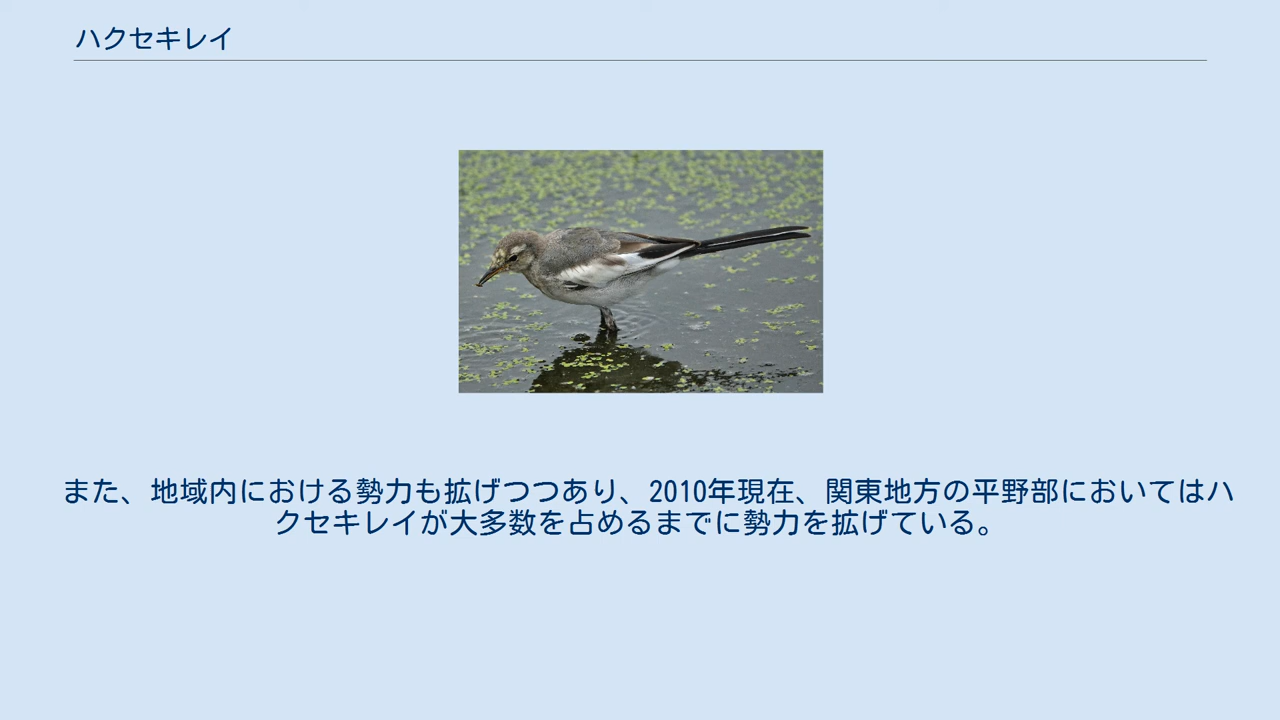 ハクセキレイ
また、地域内における勢力も拡げつつあり、2010年現在、関東地方の平野部においてはハ
クセキレイが大多数を占めるまでに勢力を拡げている。